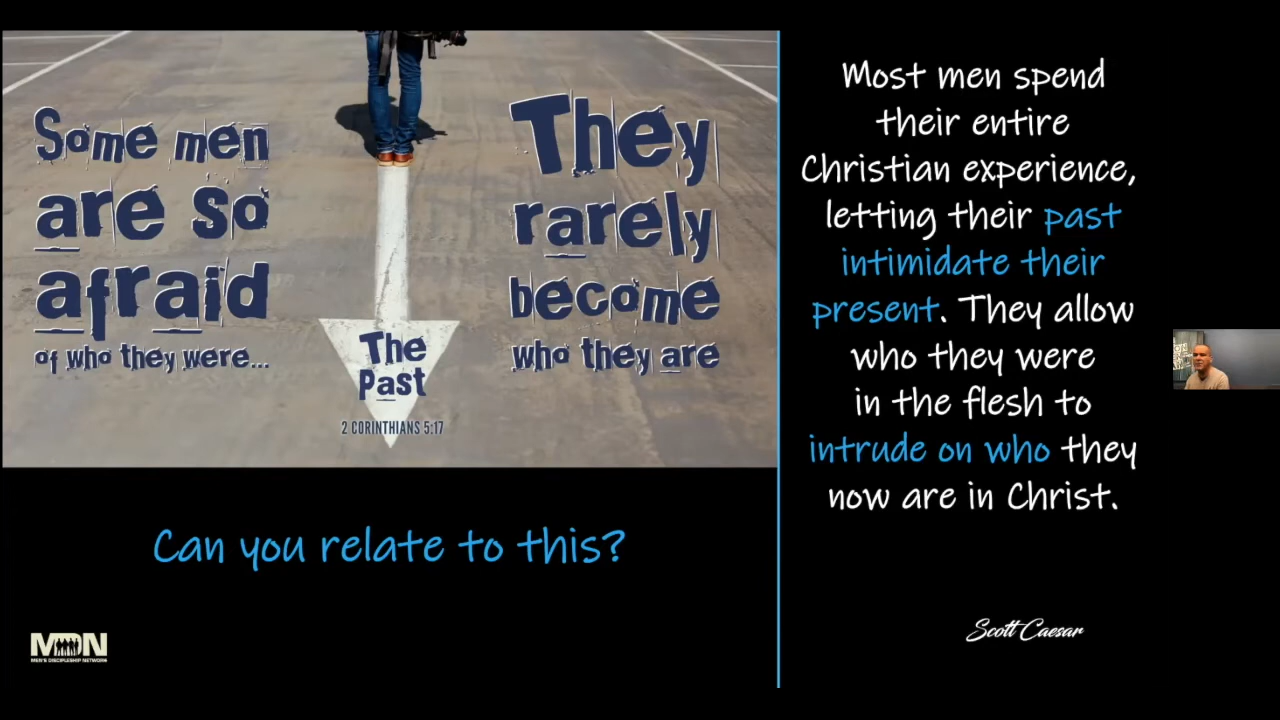 Some men
are so
afraid
of who they were...
They
rarely
become
who they are
The
Past
2 CORINTHIANS 5:17
Can you relate to this?
MDN
MEN'S DISCIPLESHIP NETWORK
Most men spend
their entire
Christian experience,
letting their past
intimidate their
present. They allow
who they were
in the flesh to
intrude on who they
now are in Christ.
Scott Caesar